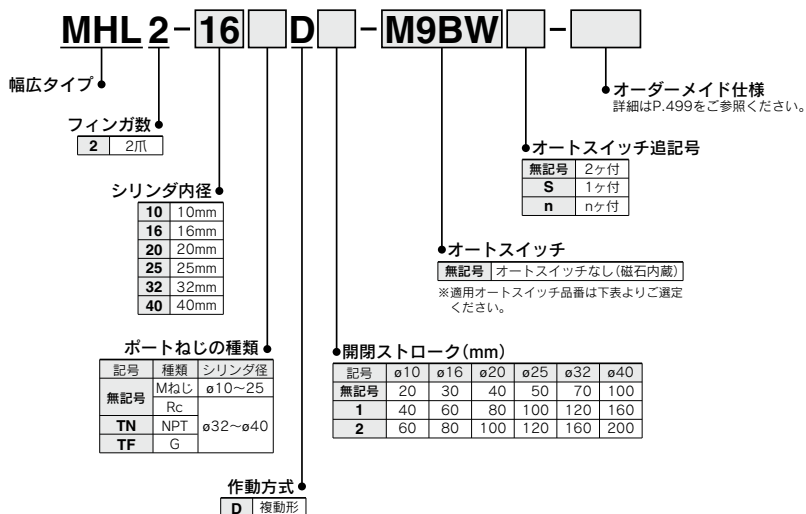 MHL 2-16 D - M9BW -
幅広タイプ
フィンガ数
2 2爪
シリンダ内径
10 10mm
16 16mm
20 20mm
25 25mm
32 32mm
40 40mm
ポートねじの種類
記号 種類 シリンダ径
無記号 Mねじ ø10~25
Rc ø32~ø40
TN NPT
TF G
作動方式
D 複動形
開閉ストローク(mm)
記号 ø10 ø16 ø20 ø25 ø32 ø40
無記号 20 30 40 50 70 100
1 40 60 80 100 120 160
2 60 80 100 120 160 200
オートスイッチ
無記号 オートスイッチなし(磁石内蔵)
※適用オートスイッチ品番は下表よりご選定
ください。
オートスイッチ追記号
無記号 2ヶ付
S 1ヶ付
n nヶ付
オーダーメイド仕様
詳細はP.499をご参照ください。